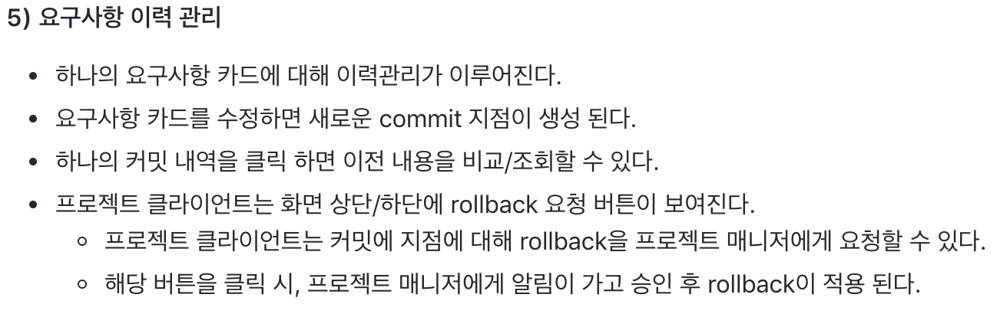 5) 요구사항 이력 관리
• 하나의 요구사항 카드에 대해 이력관리가 이루어진다.
• 요구사항 카드를 수정하면 새로운 commit 지점이 생성 된다.
• 하나의 커밋 내역을 클릭 하면 이전 내용을 비교/조회할 수 있다.
• 프로젝트 클라이언트는 화면 상단/하단에 rollback 요청 버튼이 보여진다.
◦ 프로젝트 클라이언트는 커밋에 지점에 대해 rollback을 프로젝트 매니저에게 요청할 수 있다.
◦ 해당 버튼을 클릭 시, 프로젝트 매니저에게 알림이 가고 승인 후 rollback이 적용 된다.